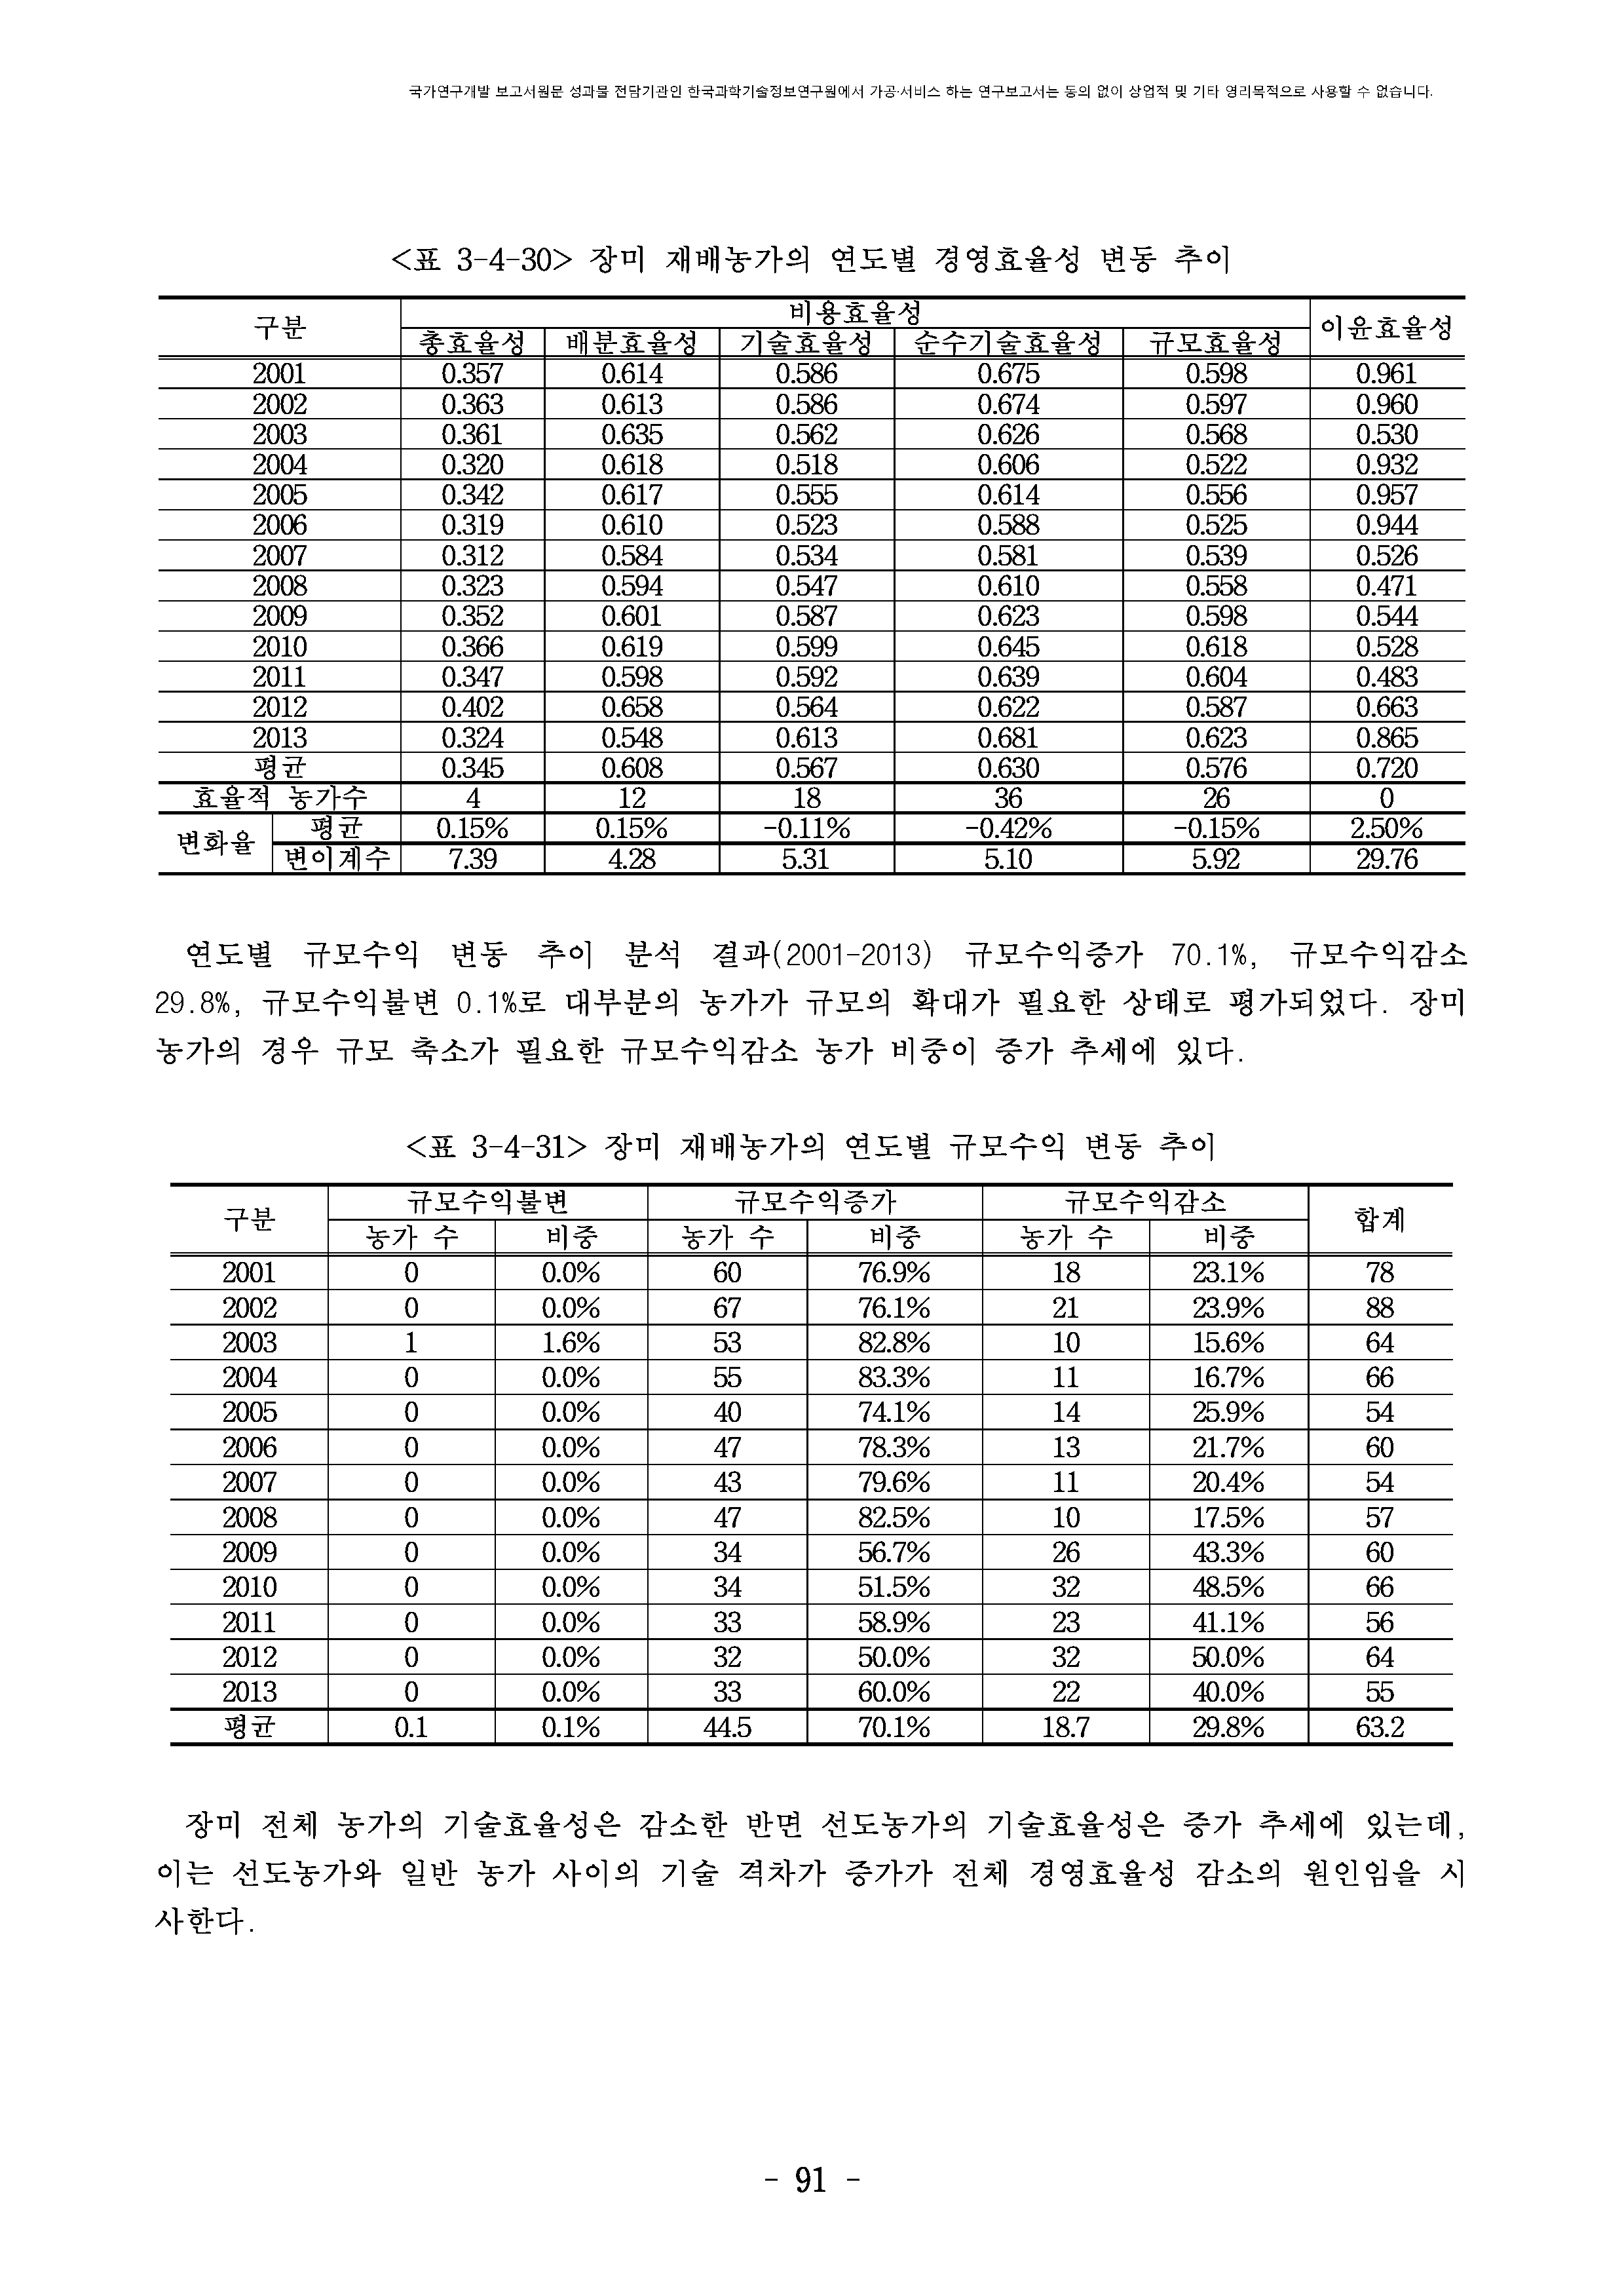 국가연구개발 보고서원문 성과물 전담기관인 한국과학기술정보연구원에서 가공·서비스 하는 연구보고서는 동의 없이 상업적 및 기타 영리목적으로 사용할 수 없습니다.
<표 3-4-30> 장미 재배농가의 연도별 경영효율성 변동 추이
구분 비용효율성 이윤효율성
총효율성 배분효율성 기술효율성 순수기술효율성 규모효율성
2001 0.357 0.614 0.586 0.675 0.598 0.961
2002 0.363 0.613 0.586 0.674 0.597 0.960
2003 0.361 0.635 0.562 0.626 0.568 0.530
2004 0.320 0.618 0.518 0.606 0.522 0.932
2005 0.342 0.617 0.555 0.614 0.556 0.957
2006 0.319 0.610 0.523 0.588 0.525 0.944
2007 0.312 0.584 0.534 0.581 0.539 0.526
2008 0.323 0.594 0.547 0.610 0.558 0.471
2009 0.352 0.601 0.587 0.623 0.598 0.544
2010 0.366 0.619 0.599 0.645 0.618 0.528
2011 0.347 0.598 0.592 0.639 0.604 0.483
2012 0.402 0.658 0.564 0.622 0.587 0.663
2013 0.324 0.548 0.613 0.681 0.623 0.865
평균 0.345 0.608 0.567 0.630 0.576 0.720
효율적 농가수 4 12 18 36 26 0
변화율 평균 0.15% 0.15% -0.11% -0.42% -0.15% 2.50%
변이계수 7.39 4.28 5.31 5.10 5.92 29.76
연도별 규모수익 변동 추이 분석 결과(2001-2013) 규모수익증가 70.1%, 규모수익감소
29.8%, 규모수익불변 0.1%로 대부분의 농가가 규모의 확대가 필요한 상태로 평가되었다. 장미
농가의 경우 규모 축소가 필요한 규모수익감소 농가 비중이 증가 추세에 있다.
<표 3-4-31> 장미 재배농가의 연도별 규모수익 변동 추이
구분 규모수익불변 규모수익증가 규모수익감소 합계
농가 수 비중 농가 수 비중 농가 수 비중
2001 0 0.0% 60 76.9% 18 23.1% 78
2002 0 0.0% 67 76.1% 21 23.9% 88
2003 1 1.6% 53 82.8% 10 15.6% 64
2004 0 0.0% 55 83.3% 11 16.7% 66
2005 0 0.0% 40 74.1% 14 25.9% 54
2006 0 0.0% 47 78.3% 13 21.7% 60
2007 0 0.0% 43 79.6% 11 20.4% 54
2008 0 0.0% 47 82.5% 10 17.5% 57
2009 0 0.0% 34 56.7% 26 43.3% 60
2010 0 0.0% 34 51.5% 32 48.5% 66
2011 0 0.0% 33 58.9% 23 41.1% 56
2012 0 0.0% 32 50.0% 32 50.0% 64
2013 0 0.0% 33 60.0% 22 40.0% 55
평균 0.1 0.1% 44.5 70.1% 18.7 29.8% 63.2
장미 전체 농가의 기술효율성은 감소한 반면 선도농가의 기술효율성은 증가 추세에 있는데,
이는 선도농가와 일반 농가 사이의 기술 격차가 증가가 전체 경영효율성 감소의 원인임을 시
사한다.
- 91 -